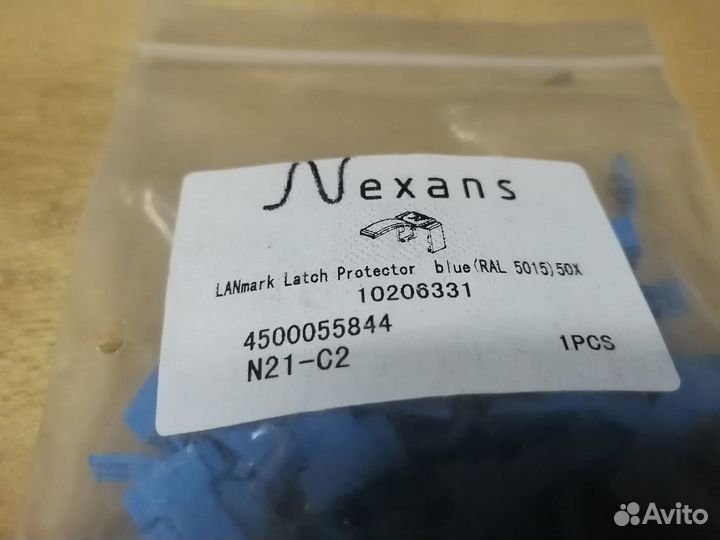 Nexans
LANmark Latch Protector blue(RAL 5015)50X
10206331
4500055844
N21-C2
1PCS
Avito